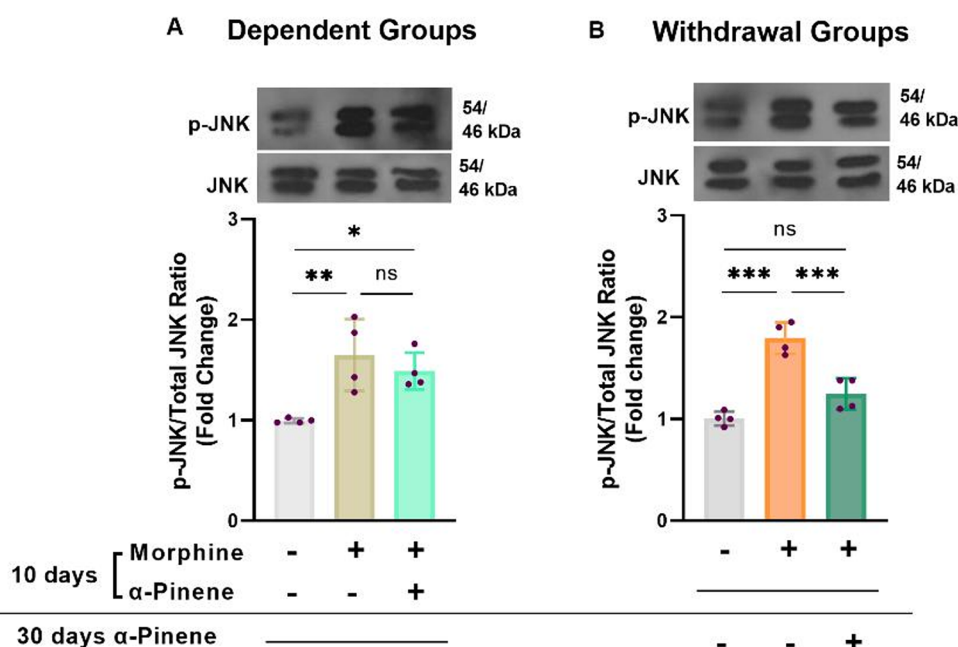 A Dependent Groups
B Withdrawal Groups
p-JNK
54/
46 kDa
JNK
54/
46 kDa
p-JNK
54/
46 kDa
JNK
54/
46 kDa
p-JNK/Total JNK Ratio
(Fold Change)
3
2
1
0
*
**
ns
p-JNK/Total JNK Ratio
(Fold change)
3
2
1
0
ns
***
***
10 days
Morphine - + + - + +
α-Pinene - - +
30 days α-Pinene - - +